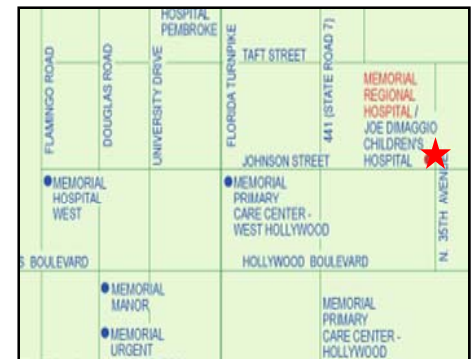 HOSPITAL
PEMBROKE
FLAMINGO ROAD
DOUGLAS ROAD
UNIVERSITY DRIVE
FLORIDA TURNPIKE
TAFT STREET
441 (STATE ROAD 7)
MEMORIAL
REGIONAL
HOSPITAL /
JOE DIMAGGIO
CHILDREN'S
HOSPITAL
JOHNSON STREET
N. 35TH AVENUE
MEMORIAL
HOSPITAL
WEST
MEMORIAL
PRIMARY
CARE CENTER -
WEST HOLLYWOOD
S BOULEVARD
HOLLYWOOD BOULEVARD
MEMORIAL
MANOR
MEMORIAL
URGENT
MEMORIAL
PRIMARY
CARE CENTER -
HOLLYWOOD